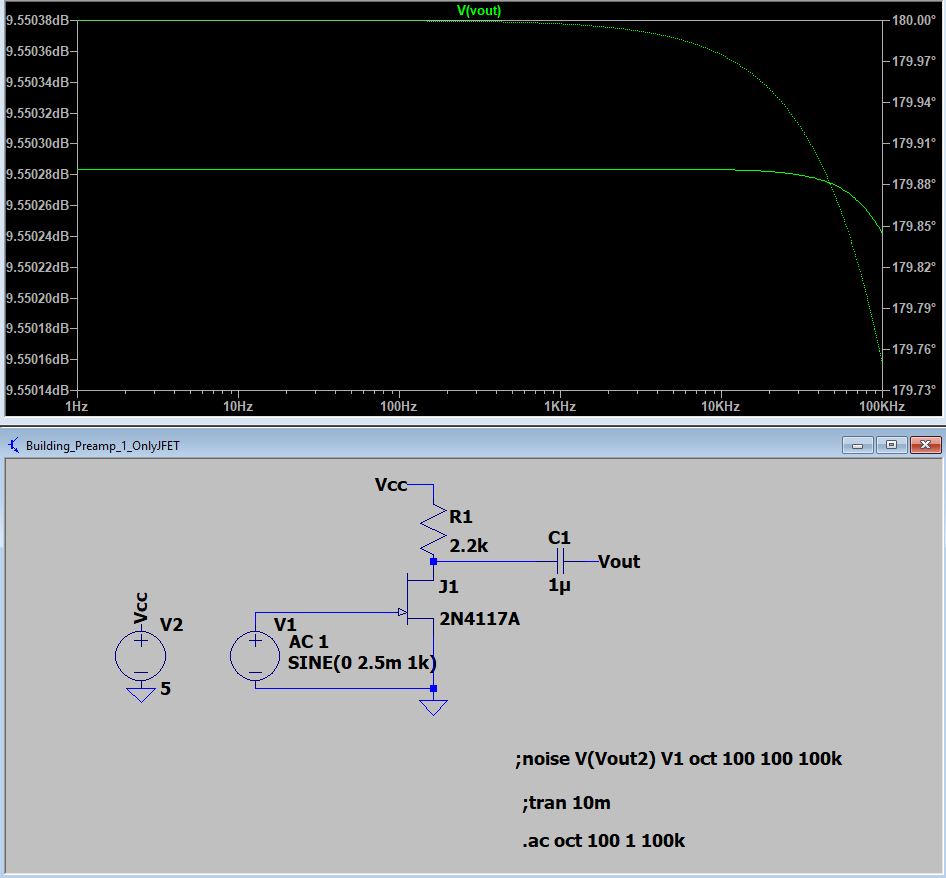 V(vout)
9.55038dB
180.00°
9.55036dB
179.97°
9.55034dB
179.94°
9.55032dB
9.55030dB
179.91°
9.55028dB
179.88°
9.55026dB
9.55024dB
179.85°
9.55022dB
179.82°
9.55020dB
179.79°
9.55018dB
9.55016dB
179.76°
9.55014dB
179.73°
1Hz 10Hz 100Hz 1KHz 10KHz 100KHz
Building_Preamp_1_OnlyJFET
Vcc
R1
2.2k
C1
1µ
Vout
J1
2N4117A
Vcc
V2
5
V1
AC 1
SINE(0 2.5m 1k)
;noise V(Vout2) V1 oct 100 100 100k
;tran 10m
.ac oct 100 1 100k